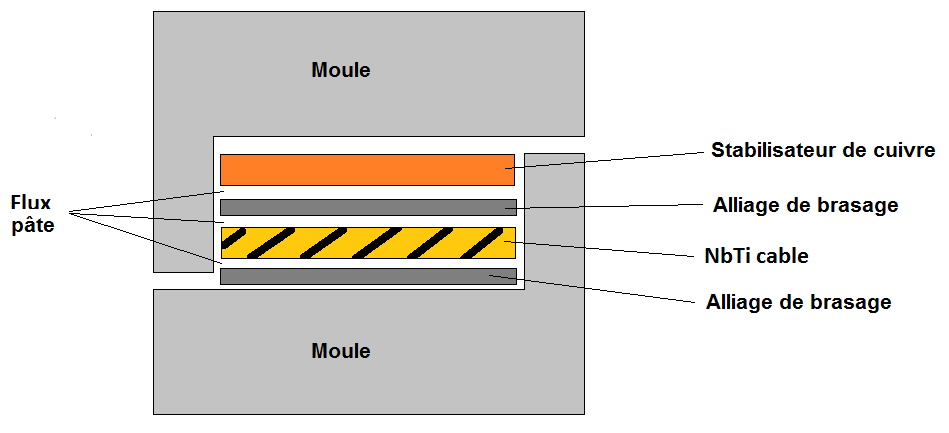 Moule
Stabilisateur de cuivre
Alliage de brasage
Flux
pâte
NbTi cable
Alliage de brasage
Moule